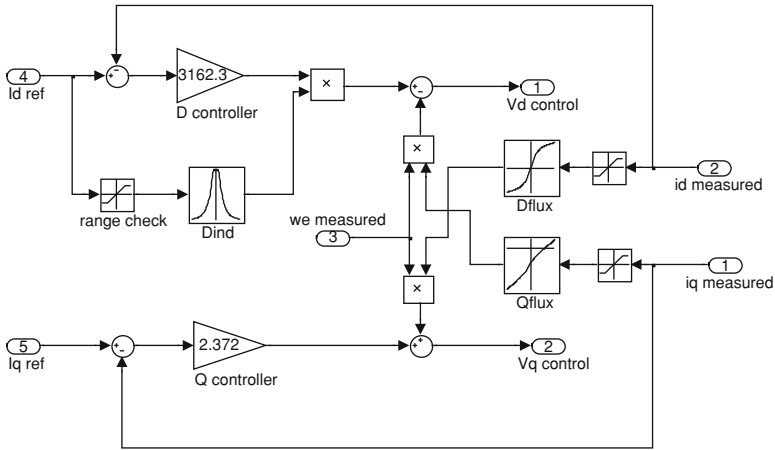 4
Id ref
3162.3
D controller
×
1
Vd control
range check
Dind
×
Dflux
2
id measured
we measured
3
×
Qflux
1
iq measured
5
Iq ref
2.372
Q controller
2
Vq control